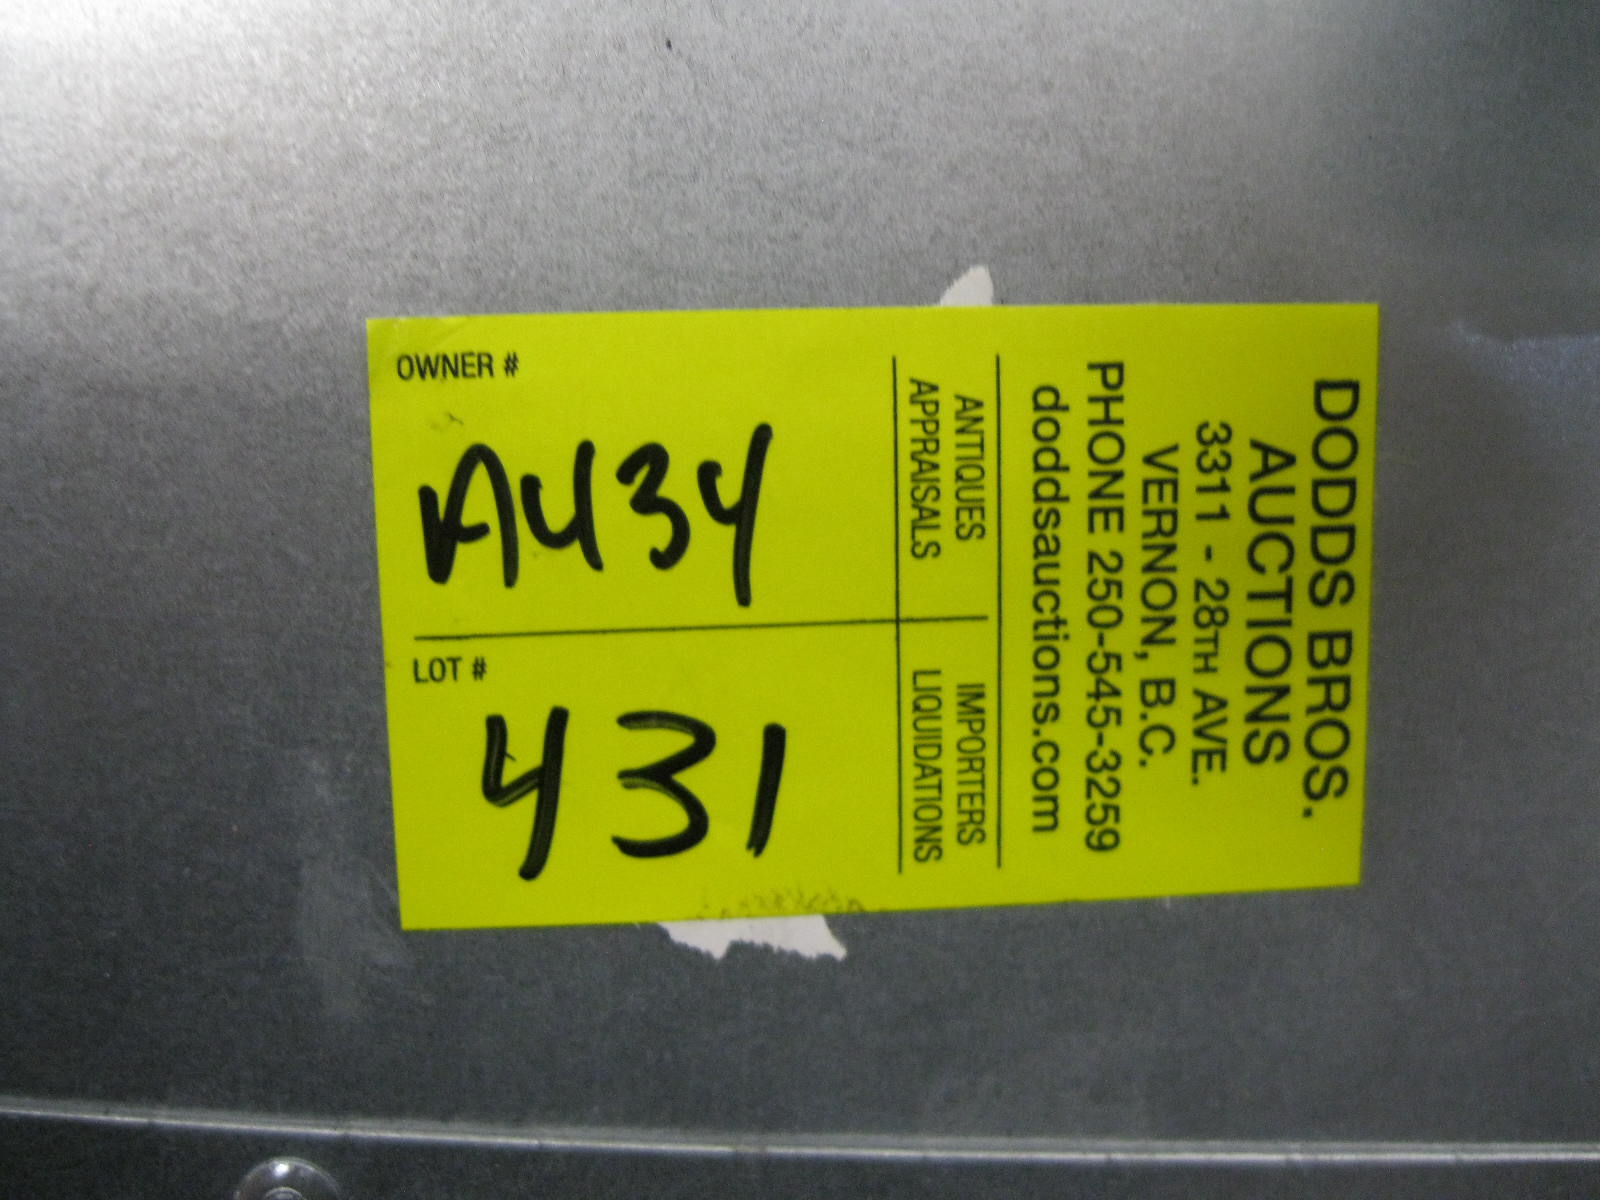 DODDS BROS.
AUCTIONS
3311 - 28TH AVE.
VERNON, B.C.
PHONE 250-545-3259
doddsauctions.com
ANTIQUES IMPORTERS
APPRAISALS LIQUIDATIONS
OWNER #
A434
LOT #
431